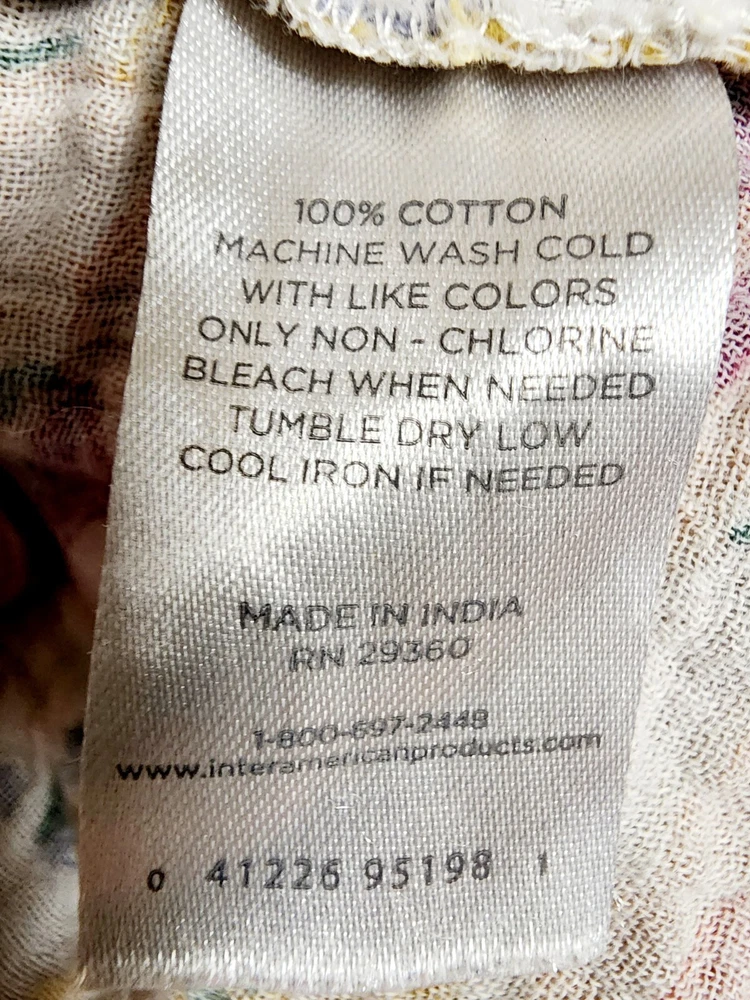 100% COTTON
MACHINE WASH COLD
WITH LIKE COLORS
ONLY NON - CHLORINE
BLEACH WHEN NEEDED
TUMBLE DRY LOW
COOL IRON IF NEEDED
MADE IN INDIA
RN 29360
1-800-697-2448
www.interamericanproducts.com
0 41226 95198 1